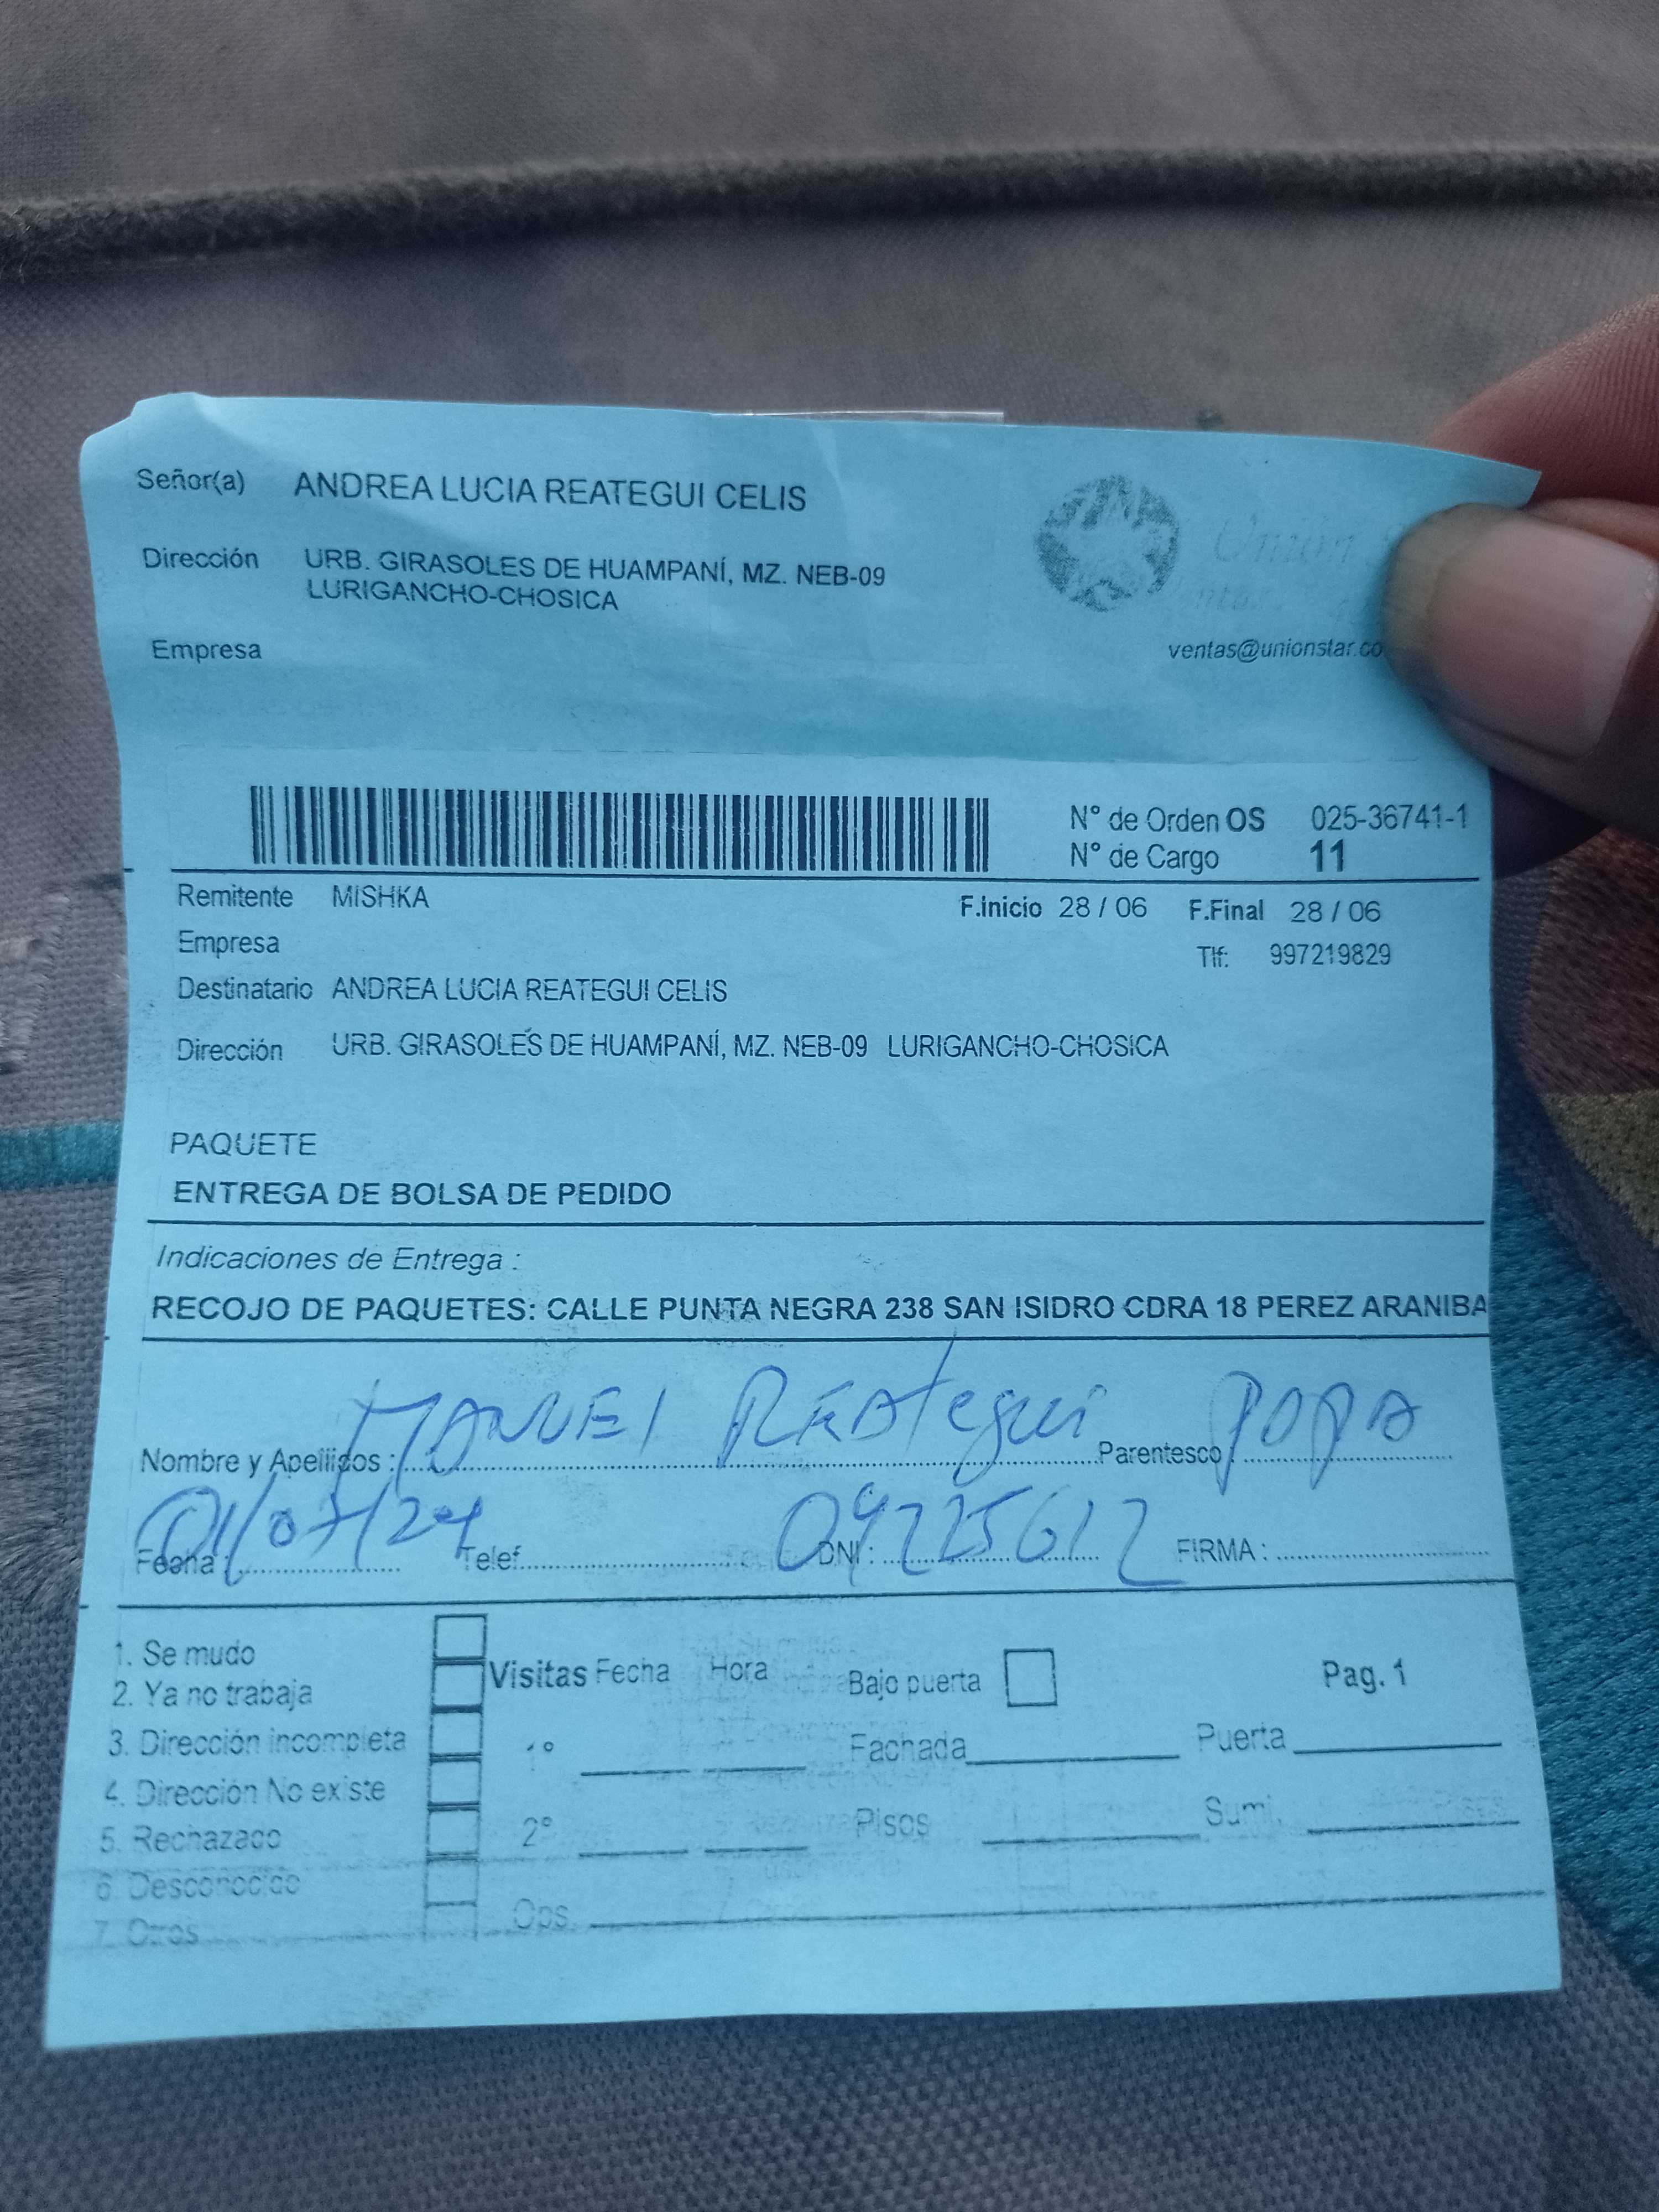 Señor(a) ANDREA LUCIA REATEGUI CELIS
Dirección URB. GIRASOLES DE HUAMPANÍ, MZ. NEB-09
LURIGANCHO-CHOSICA
Unión
Empresa
ventas@unionstar.co
N° de Orden OS 025-36741-1
N° de Cargo 11
Remitente MISHKA
F.Inicio 28 / 06 F.Final 28 / 06
Empresa
Tlf: 997219829
Destinatario ANDREA LUCIA REATEGUI CELIS
Dirección URB. GIRASOLES DE HUAMPANÍ, MZ. NEB-09 LURIGANCHO-CHOSICA
PAQUETE
ENTREGA DE BOLSA DE PEDIDO
Indicaciones de Entrega :
RECOJO DE PAQUETES: CALLE PUNTA NEGRA 238 SAN ISIDRO CDRA 18 PEREZ ARANIBA
Nombre y Apellidos : MANUEl REAtegui Parentesco : PAPA
Fecha : 01/07/24 Telef. DNI : 09225612 FIRMA :
1. Se mudo
2. Ya no trabaja
3. Dirección incompleta
4. Dirección No existe
5. Rechazado
6. Desconocido
7. Otros
Visitas Fecha Hora Bajo puerta Pag. 1
1° Fachada Puerta
2° Pisos Sumi.
Obs.